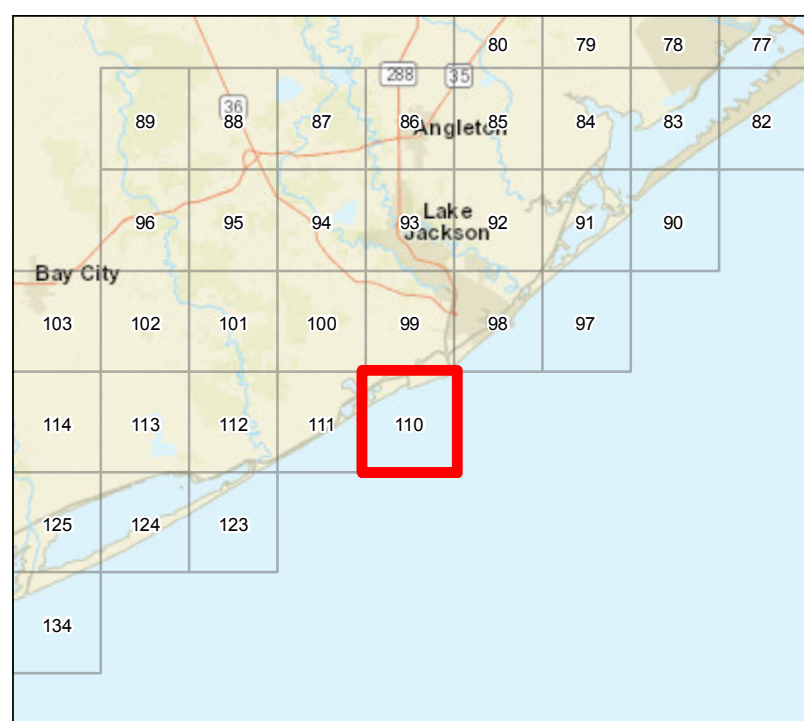 80 79 78 77
288 35
36
89 88 87 86 85 84 83 82
Angleton
96 95 94 93 92 91 90
Lake
Jackson
Bay City
103 102 101 100 99 98 97
114 113 112 111 110
125 124 123
134